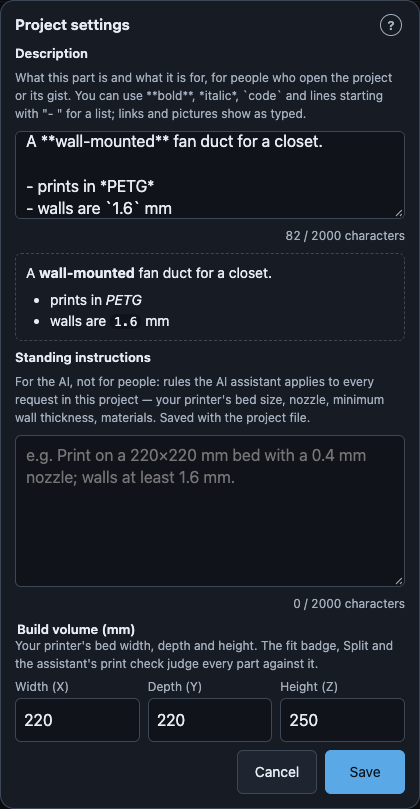 Project settings
?
Description
What this part is and what it is for, for people who open the project
or its gist. You can use **bold**, *italic*, `code` and lines starting
with "- " for a list; links and pictures show as typed.
A **wall-mounted** fan duct for a closet.
- prints in *PETG*
- walls are `1.6` mm
82 / 2000 characters
A wall-mounted fan duct for a closet.
• prints in PETG
• walls are 1.6 mm
Standing instructions
For the AI, not for people: rules the AI assistant applies to every
request in this project — your printer's bed size, nozzle, minimum
wall thickness, materials. Saved with the project file.
e.g. Print on a 220×220 mm bed with a 0.4 mm
nozzle; walls at least 1.6 mm.
0 / 2000 characters
Build volume (mm)
Your printer's bed width, depth and height. The fit badge, Split and
the assistant's print check judge every part against it.
Width (X) Depth (Y) Height (Z)
220 220 250
Cancel Save